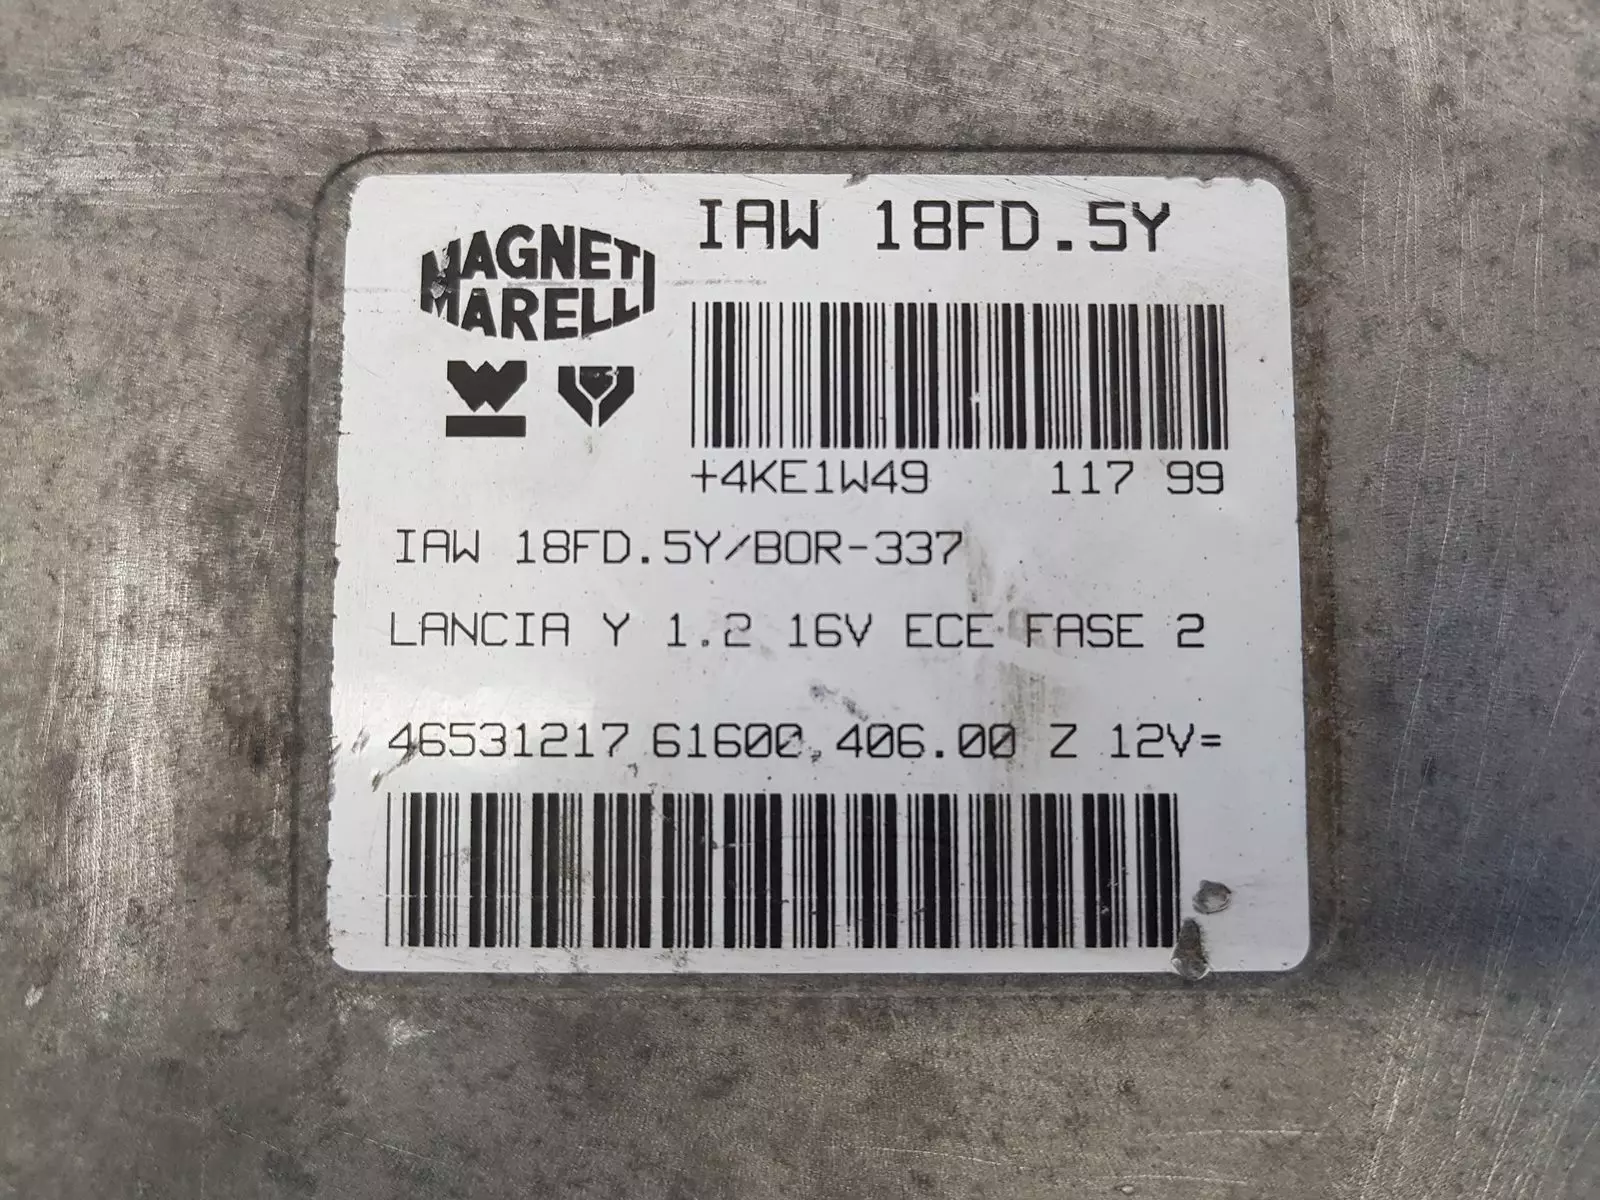 IAW 18FD.5Y
MAGNETI
MARELLI
+4KE1W49 117 99
IAW 18FD.5Y/BOR-337
LANCIA Y 1.2 16V ECE FASE 2
46531217 61600.406.00 Z 12V=